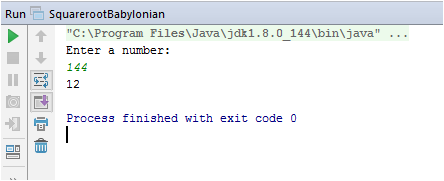 Run SquarerootBabylonian
"C:\Program Files\Java\jdk1.8.0_144\bin\java" ...
Enter a number:
144
12
Process finished with exit code 0